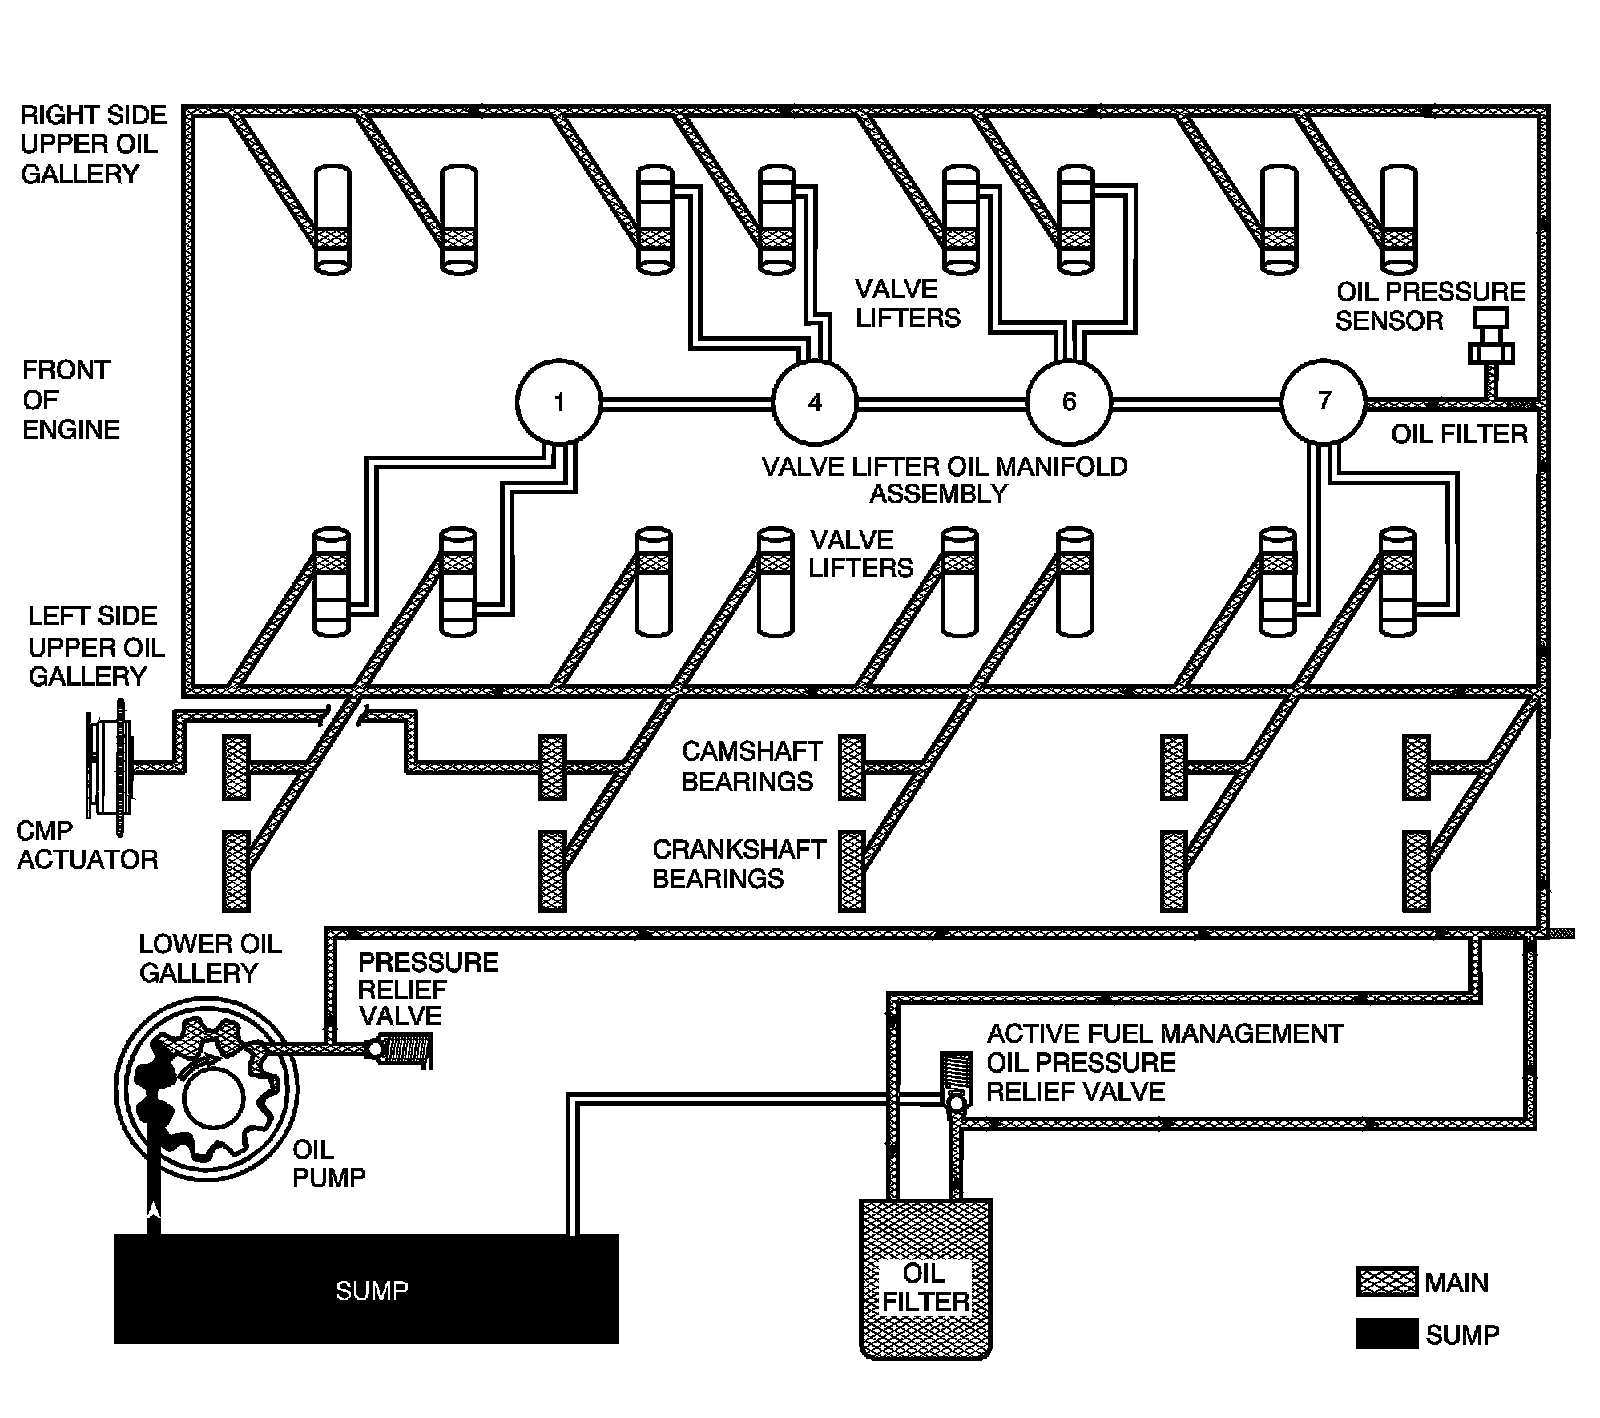 RIGHT SIDE
UPPER OIL
GALLERY
VALVE
LIFTERS
OIL PRESSURE
SENSOR
FRONT
OF
ENGINE
1
4
6
7
OIL FILTER
VALVE LIFTER OIL MANIFOLD
ASSEMBLY
VALVE
LIFTERS
LEFT SIDE
UPPER OIL
GALLERY
CAMSHAFT
BEARINGS
CMP
ACTUATOR
CRANKSHAFT
BEARINGS
LOWER OIL
GALLERY
PRESSURE
RELIEF
VALVE
ACTIVE FUEL MANAGEMENT
OIL PRESSURE
RELIEF VALVE
OIL
PUMP
SUMP
OIL
FILTER
MAIN
SUMP